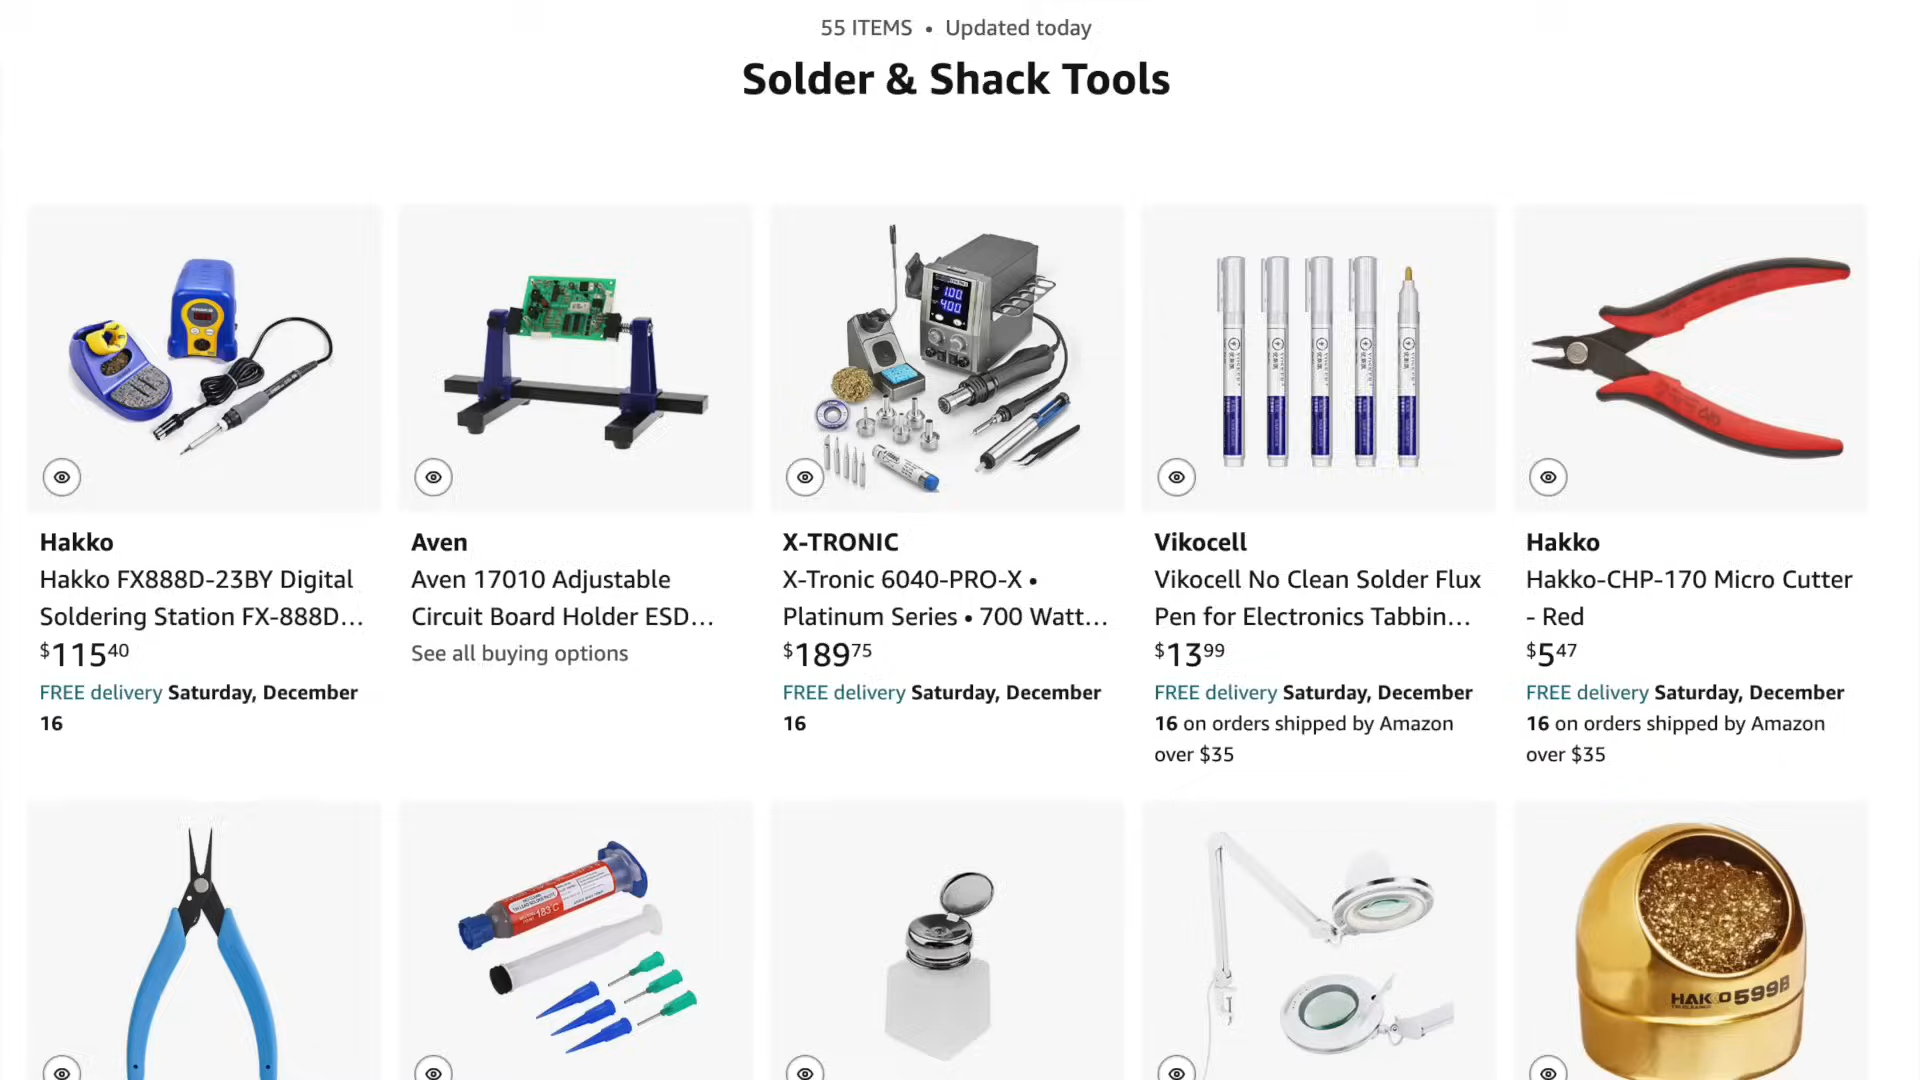 55 ITEMS • Updated today
Solder & Shack Tools
100
400
Hakko
Hakko FX888D-23BY Digital
Soldering Station FX-888D...
$11540
FREE delivery Saturday, December
16
Aven
Aven 17010 Adjustable
Circuit Board Holder ESD...
See all buying options
X-TRONIC
X-Tronic 6040-PRO-X •
Platinum Series • 700 Watt...
$18975
FREE delivery Saturday, December
16
Vikocell
Vikocell No Clean Solder Flux
Pen for Electronics Tabbin...
$1399
FREE delivery Saturday, December
16 on orders shipped by Amazon
over $35
Hakko
Hakko-CHP-170 Micro Cutter
- Red
$547
FREE delivery Saturday, December
16 on orders shipped by Amazon
over $35
183°C
HAKKO 599B